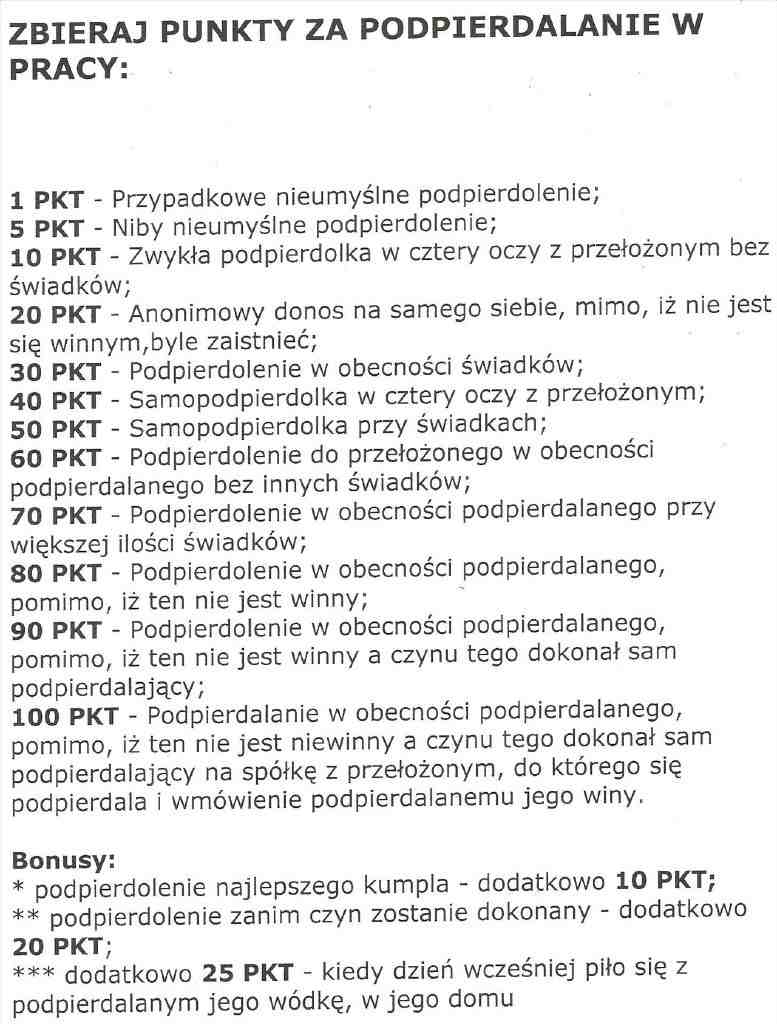 ZBIERAJ PUNKTY ZA PODPIERDALANIE W
PRACY:
1 PKT - Przypadkowe nieumyślne podpierdolenie;
5 PKT - Niby nieumyślne podpierdolenie;
10 PKT - Zwykła podpierdolka w cztery oczy z przełożonym bez
świadków;
20 PKT - Anonimowy donos na samego siebie, mimo, iż nie jest
się winnym,byle zaistnieć;
30 PKT - Podpierdolenie w obecności świadków;
40 PKT - Samopodpierdolka w cztery oczy z przełożonym;
50 PKT - Samopodpierdolka przy świadkach;
60 PKT - Podpierdolenie do przełożonego w obecności
podpierdalanego bez innych świadków;
70 PKT - Podpierdolenie w obecności podpierdalanego przy
większej ilości świadków;
80 PKT - Podpierdolenie w obecności podpierdalanego,
pomimo, iż ten nie jest winny;
90 PKT - Podpierdolenie w obecności podpierdalanego,
pomimo, iż ten nie jest winny a czynu tego dokonał sam
podpierdalający;
100 PKT - Podpierdalanie w obecności podpierdalanego,
pomimo, iż ten nie jest niewinny a czynu tego dokonał sam
podpierdalający na spółkę z przełożonym, do którego się
podpierdala i wmówienie podpierdalanemu jego winy.
Bonusy:
* podpierdolenie najlepszego kumpla - dodatkowo 10 PKT;
** podpierdolenie zanim czyn zostanie dokonany - dodatkowo
20 PKT;
*** dodatkowo 25 PKT - kiedy dzień wcześniej piło się z
podpierdalanym jego wódkę, w jego domu